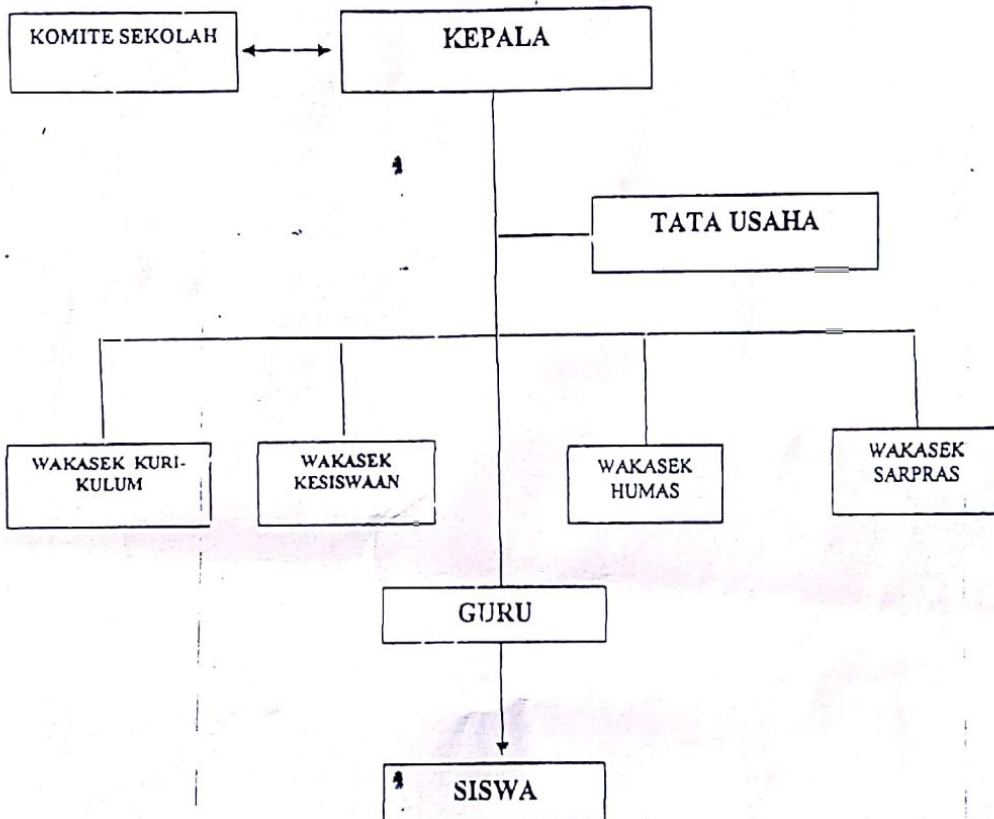 KOMITE SEKOLAH
KEPALA
TATA USAHA
WAKASEK KURI-
KULUM
WAKASEK
KESISWAAN
WAKASEK
HUMAS
WAKASEK
SARPRAS
GURU
SISWA